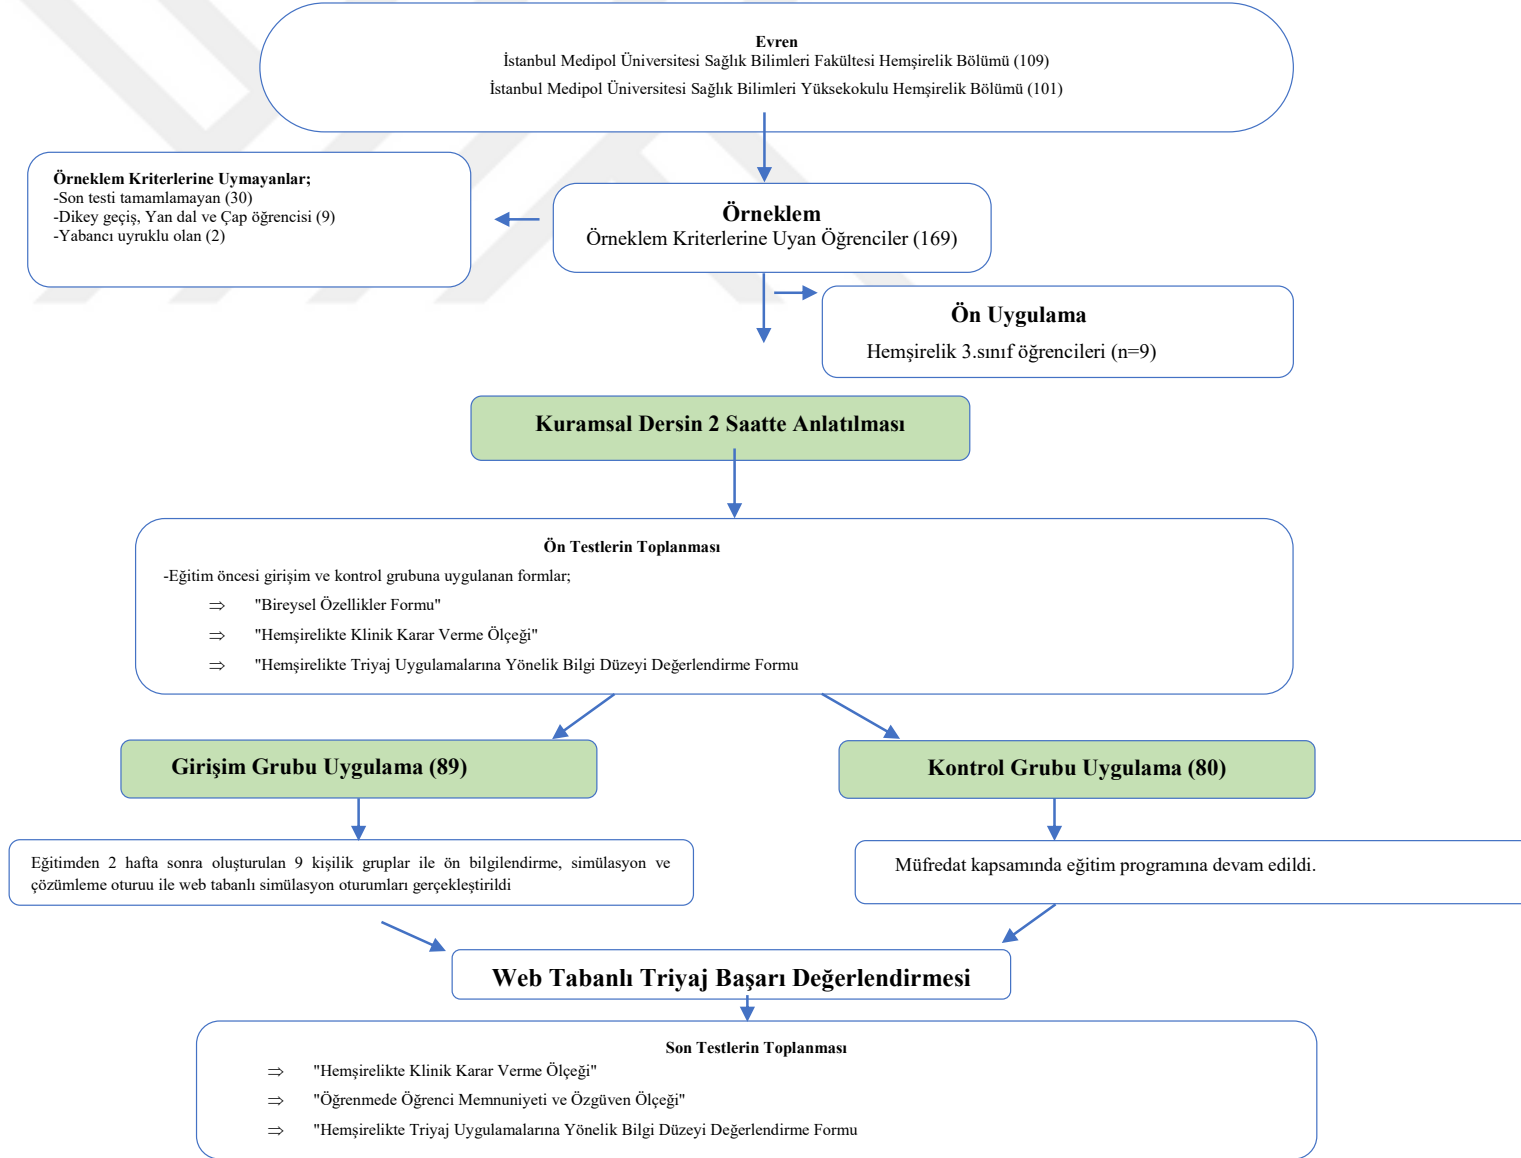 Evren
İstanbul Medipol Üniversitesi Sağlık Bilimleri Fakültesi Hemşirelik Bölümü (109)
İstanbul Medipol Üniversitesi Sağlık Bilimleri Yüksekokulu Hemşirelik Bölümü (101)
Örneklem Kriterlerine Uymayanlar;
-Son testi tamamlamayan (30)
-Dikey geçiş, Yan dal ve Çap öğrencisi (9)
-Yabancı uyruklu olan (2)
Örneklem
Örneklem Kriterlerine Uyan Öğrenciler (169)
Ön Uygulama
Hemşirelik 3.sınıf öğrencileri (n=9)
Kuramsal Dersin 2 Saatte Anlatılması
Ön Testlerin Toplanması
-Eğitim öncesi girişim ve kontrol grubuna uygulanan formlar;
⇒ "Bireysel Özellikler Formu"
⇒ "Hemşirelikte Klinik Karar Verme Ölçeği"
⇒ "Hemşirelikte Triyaj Uygulamalarına Yönelik Bilgi Düzeyi Değerlendirme Formu
Girişim Grubu Uygulama (89)
Kontrol Grubu Uygulama (80)
Eğitimden 2 hafta sonra oluşturulan 9 kişilik gruplar ile ön bilgilendirme, simülasyon ve
çözümleme oturuu ile web tabanlı simülasyon oturumları gerçekleştirildi
Müfredat kapsamında eğitim programına devam edildi.
Web Tabanlı Triyaj Başarı Değerlendirmesi
Son Testlerin Toplanması
⇒ "Hemşirelikte Klinik Karar Verme Ölçeği"
⇒ "Öğrenmede Öğrenci Memnuniyeti ve Özgüven Ölçeği"
⇒ "Hemşirelikte Triyaj Uygulamalarına Yönelik Bilgi Düzeyi Değerlendirme Formu